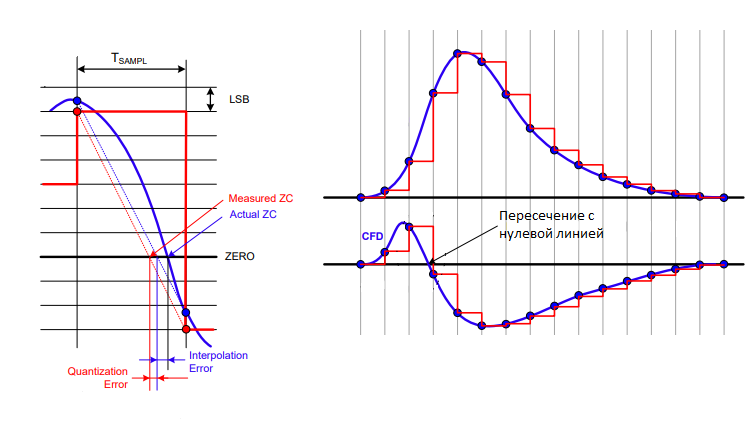 T_SAMPL
LSB
Measured ZC
Actual ZC
ZERO
Interpolation
Error
Quantization
Error
CFD
Пересечение с
нулевой линией